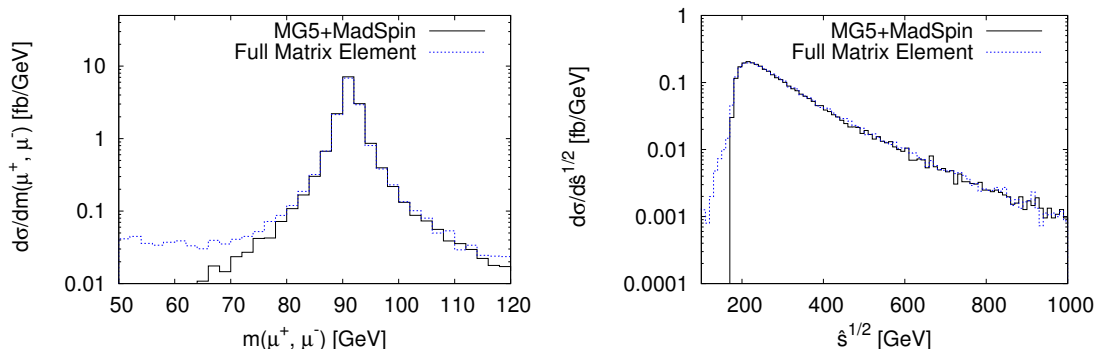 dσ/dm(μ⁺, μ⁻) [fb/GeV]
10
1
0.1
0.01
MG5+MadSpin
Full Matrix Element
50 60 70 80 90 100 110 120
m(μ⁺, μ⁻) [GeV]
dσ/dŝ^1/2 [fb/GeV]
1
0.1
0.01
0.001
0.0001
MG5+MadSpin
Full Matrix Element
200 400 600 800 1000
ŝ^1/2 [GeV]